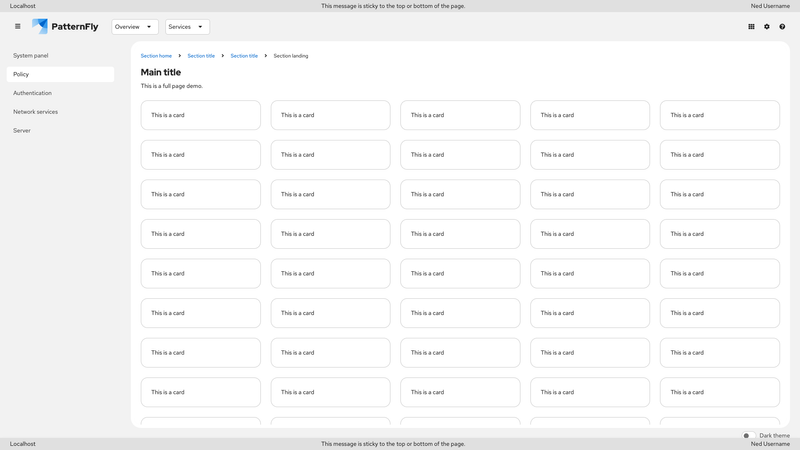 Localhost This message is sticky to the top or bottom of the page. Ned Username
PatternFly Overview Services
System panel
Policy
Authentication
Network services
Server
Section home Section title Section title Section landing
Main title
This is a full page demo.
This is a card This is a card This is a card This is a card This is a card
This is a card This is a card This is a card This is a card This is a card
This is a card This is a card This is a card This is a card This is a card
This is a card This is a card This is a card This is a card This is a card
This is a card This is a card This is a card This is a card This is a card
This is a card This is a card This is a card This is a card This is a card
This is a card This is a card This is a card This is a card This is a card
This is a card This is a card This is a card This is a card This is a card
Dark theme
Localhost This message is sticky to the top or bottom of the page. Ned Username